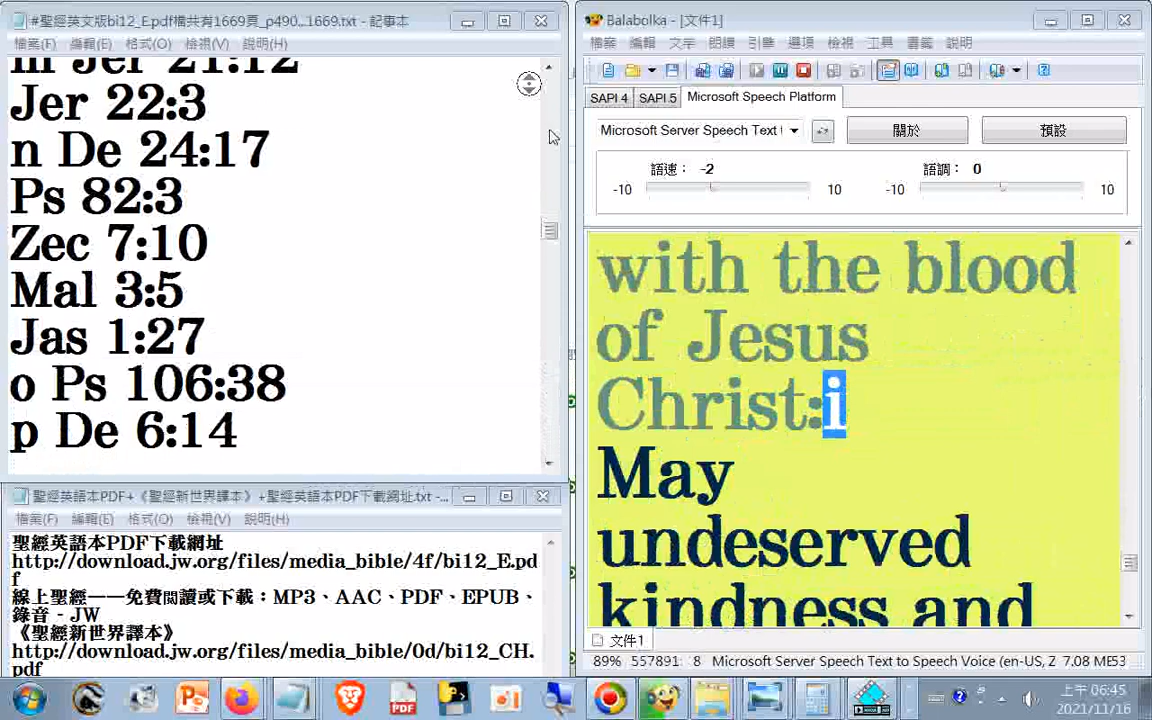 #聖經英文版bi12_E.pdf檔共有1669頁_p490,..1669.txt - 記事本
檔案(F) 編輯(E) 格式(O) 檢視(V) 說明(H)
m Jer 21:12
Jer 22:3
n De 24:17
Ps 82:3
Zec 7:10
Mal 3:5
Jas 1:27
o Ps 106:38
p De 6:14
聖經英語本PDF+《聖經新世界譯本》+聖經英語本PDF下載網址.txt -...
檔案(F) 編輯(E) 格式(O) 檢視(V) 說明(H)
聖經英語本PDF下載網址
http://download.jw.org/files/media_bible/4f/bi12_E.pd
f
線上聖經——免費閱讀或下載：MP3、AAC、PDF、EPUB、
錄音 - JW
《聖經新世界譯本》
http://download.jw.org/files/media_bible/0d/bi12_CH.
pdf
Balabolka - [文件1]
檔案 編輯 文字 朗讀 引擎 選項 檢視 工具 書籤 說明
SAPI 4 SAPI 5 Microsoft Speech Platform
Microsoft Server Speech Text 關於 預設
語速： -2 語調： 0
-10 10 -10 10
with the blood
of Jesus
Christ:i
May
undeserved
kindness and
文件1
89% 557891: 8 Microsoft Server Speech Text to Speech Voice (en-US, Z 7.08 ME53
上午 06:45
2021/11/16